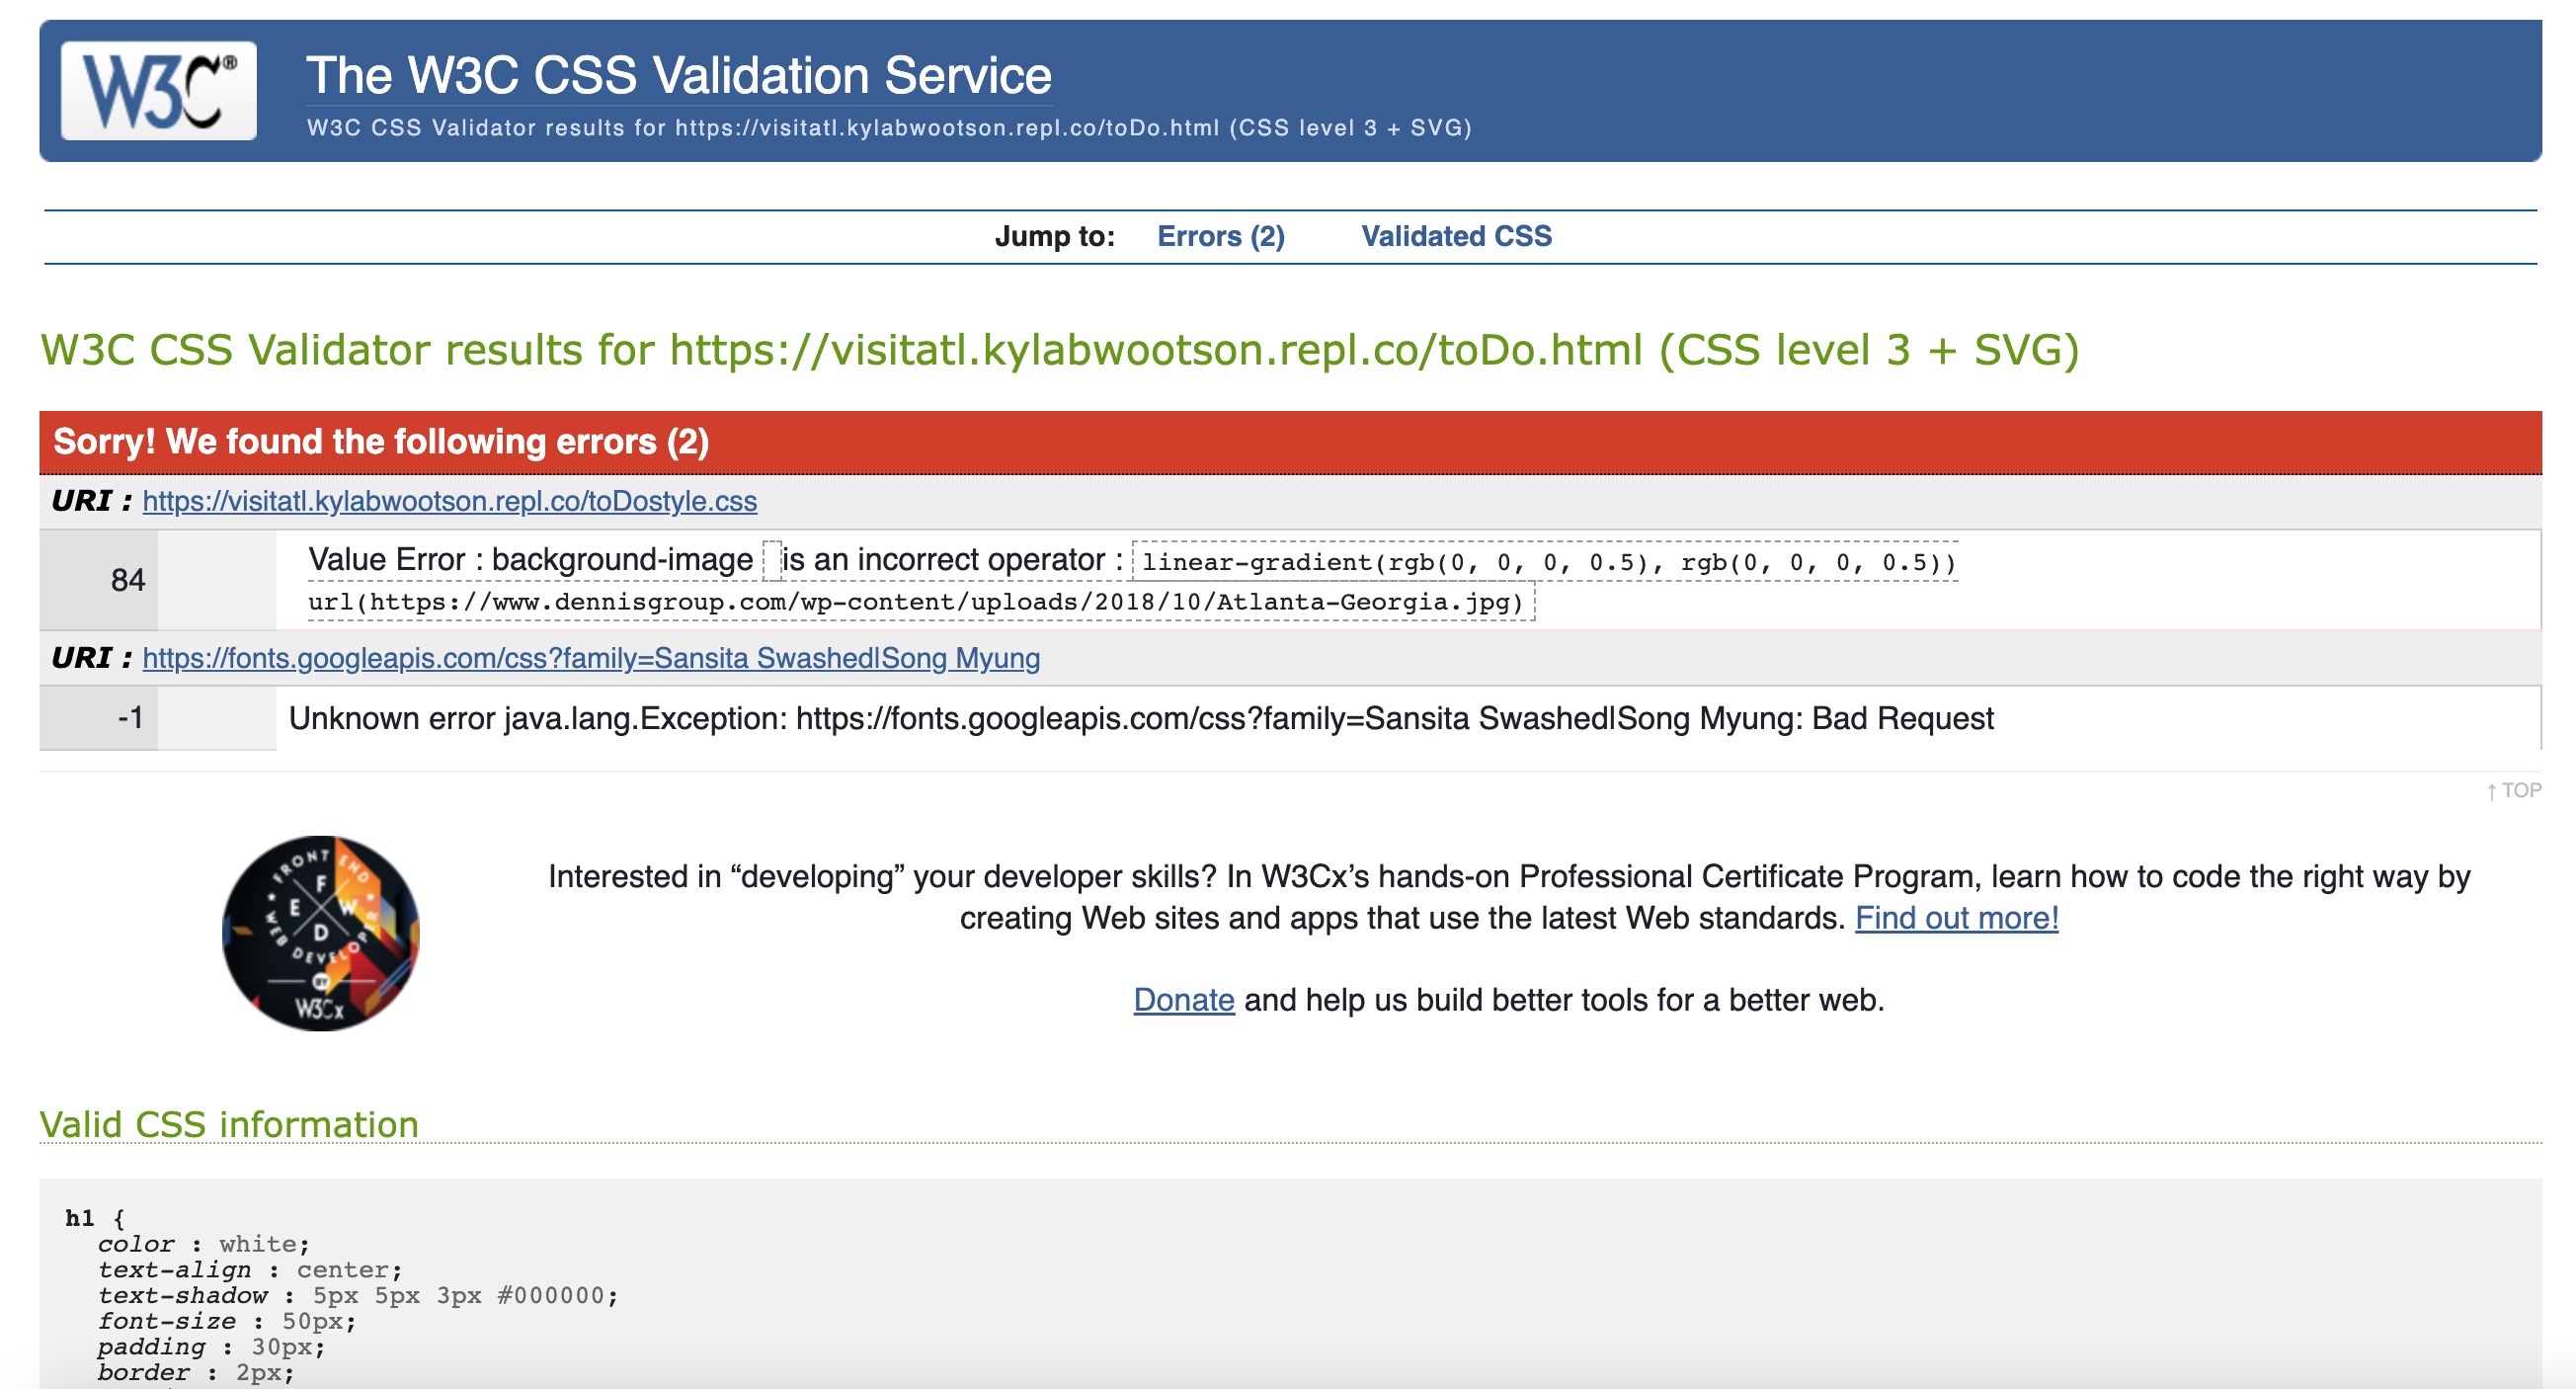 W3C®
The W3C CSS Validation Service
W3C CSS Validator results for https://visitatl.kylabwootson.repl.co/toDo.html (CSS level 3 + SVG)
Jump to: Errors (2) Validated CSS
W3C CSS Validator results for https://visitatl.kylabwootson.repl.co/toDo.html (CSS level 3 + SVG)
Sorry! We found the following errors (2)
URI : https://visitatl.kylabwootson.repl.co/toDostyle.css
84 Value Error : background-image is an incorrect operator : linear-gradient(rgb(0, 0, 0, 0.5), rgb(0, 0, 0, 0.5))
url(https://www.dennisgroup.com/wp-content/uploads/2018/10/Atlanta-Georgia.jpg)
URI : https://fonts.googleapis.com/css?family=Sansita Swashed|Song Myung
-1 Unknown error java.lang.Exception: https://fonts.googleapis.com/css?family=Sansita Swashed|Song Myung: Bad Request
↑ TOP
FRONT END
F
E W
D
WEB DEVELOPER
BY
W3Cx
Interested in “developing” your developer skills? In W3Cx’s hands-on Professional Certificate Program, learn how to code the right way by
creating Web sites and apps that use the latest Web standards. Find out more!
Donate and help us build better tools for a better web.
Valid CSS information
h1 {
color : white;
text-align : center;
text-shadow : 5px 5px 3px #000000;
font-size : 50px;
padding : 30px;
border : 2px;